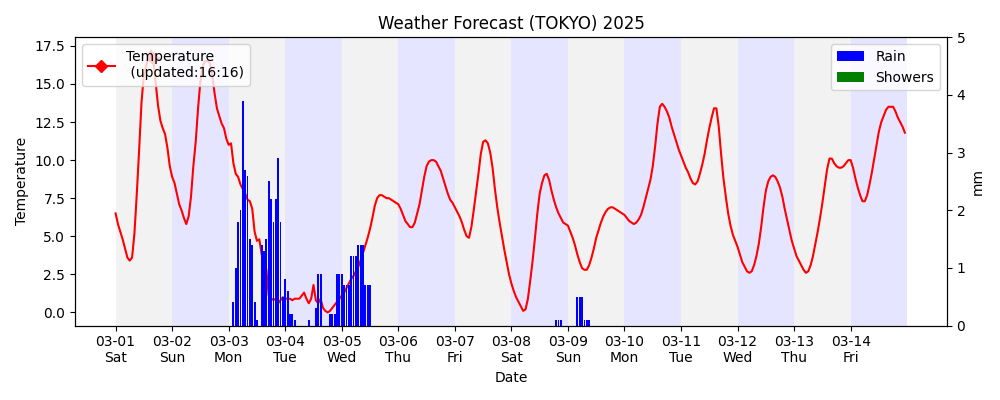 Weather Forecast (TOKYO) 2025
Temperature
(updated:16:16)
Rain
Showers
17.5
15.0
12.5
10.0
7.5
5.0
2.5
0.0
Temperature
5
4
3
2
1
0
mm
03-01 03-02 03-03 03-04 03-05 03-06 03-07 03-08 03-09 03-10 03-11 03-12 03-13 03-14
Sat Sun Mon Tue Wed Thu Fri Sat Sun Mon Tue Wed Thu Fri
Date